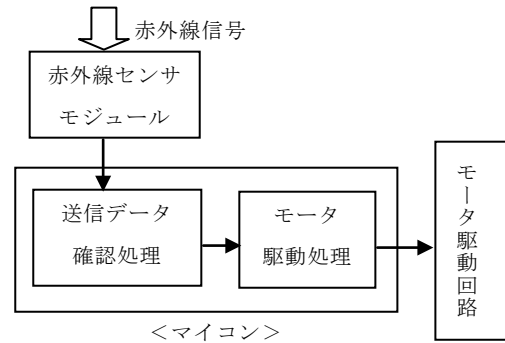 赤外線信号
赤外線センサ
モジュール
送信データ
確認処理
モータ
駆動処理
モータ駆動回路
＜マイコン＞